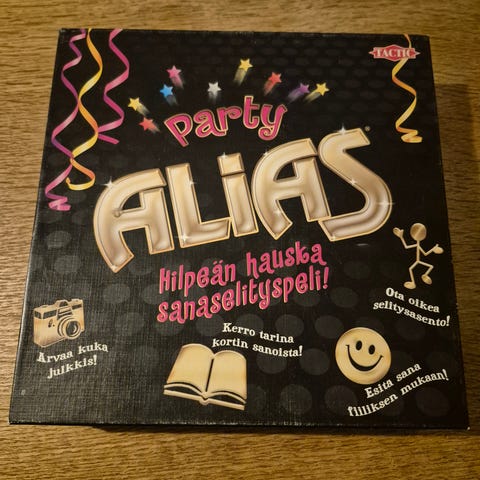 TACTIC
Party
ALiAS®
Hilpeän hauska
sanaselityspeli!
Ota oikea
selitysasento!
Arvaa kuka
julkkis!
Kerro tarina
kortin sanoista!
Esitä sana
fiiliksen mukaan!